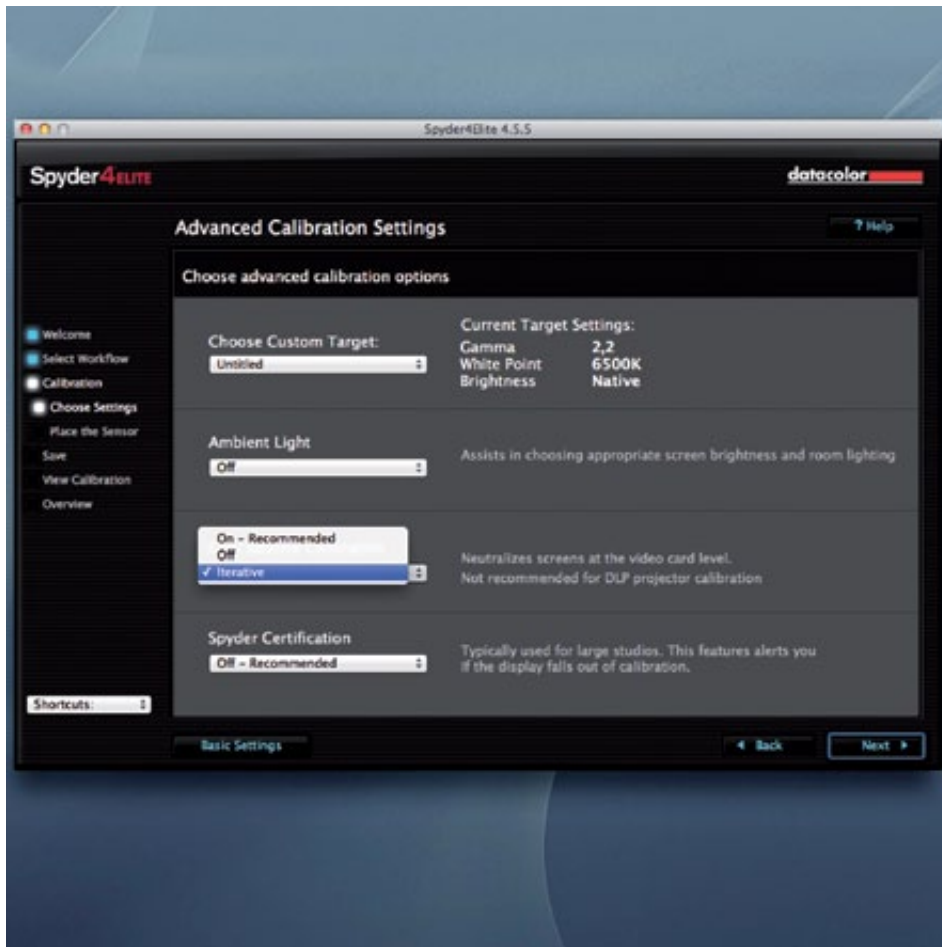 Spyder4Elite 4.5.5
Spyder4ELITE
datacolor
Advanced Calibration Settings
? Help
Choose advanced calibration options
Welcome
Select Workflow
Calibration
Choose Settings
Place the Sensor
Save
View Calibration
Overview
Shortcuts:
Choose Custom Target:
Untitled
Current Target Settings:
Gamma 2,2
White Point 6500K
Brightness Native
Ambient Light
Off
Assists in choosing appropriate screen brightness and room lighting
On - Recommended
Off
✓ Iterative
Neutralizes screens at the video card level.
Not recommended for DLP projector calibration
Spyder Certification
Off - Recommended
Typically used for large studios. This features alerts you
if the display falls out of calibration.
Basic Settings
Back
Next